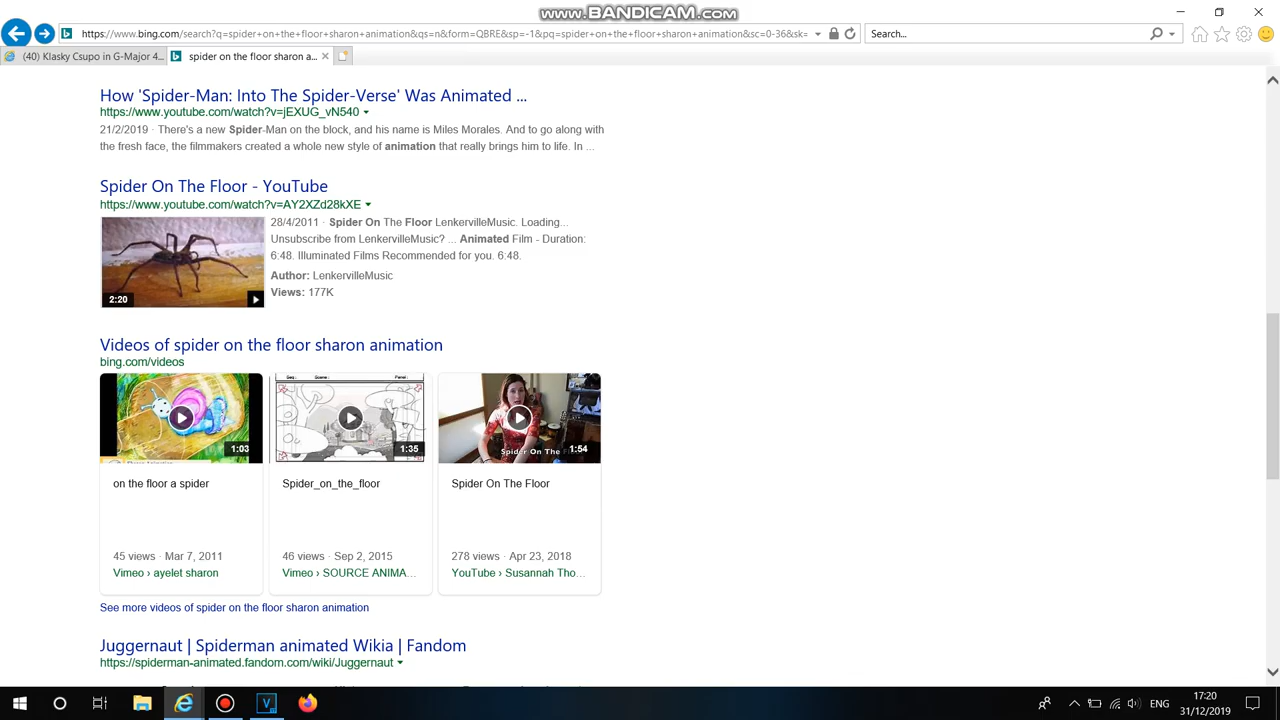 www.BANDICAM.com
https://www.bing.com/search?q=spider+on+the+floor+sharon+animation&qs=n&form=QBRE&sp=-1&pq=spider+on+the+floor+sharon+animation&sc=0-36&sk=
Search...
(40) Klasky Csupo in G-Major 4...
spider on the floor sharon a...
How 'Spider-Man: Into The Spider-Verse' Was Animated ...
https://www.youtube.com/watch?v=jEXUG_vN540
21/2/2019 · There's a new Spider-Man on the block, and his name is Miles Morales. And to go along with
the fresh face, the filmmakers created a whole new style of animation that really brings him to life. In ...
Spider On The Floor - YouTube
https://www.youtube.com/watch?v=AY2XZd28kXE
28/4/2011 · Spider On The Floor LenkervilleMusic. Loading...
Unsubscribe from LenkervilleMusic? ... Animated Film - Duration:
6:48. Illuminated Films Recommended for you. 6:48.
Author: LenkervilleMusic
Views: 177K
2:20
Videos of spider on the floor sharon animation
bing.com/videos
1:03
Seq: Scene: Panel:
1:35
Spider On The
1:54
on the floor a spider
Spider_on_the_floor
Spider On The Floor
45 views · Mar 7, 2011
46 views · Sep 2, 2015
278 views · Apr 23, 2018
Vimeo › ayelet sharon
Vimeo › SOURCE ANIMA...
YouTube › Susannah Tho...
See more videos of spider on the floor sharon animation
Juggernaut | Spiderman animated Wikia | Fandom
https://spiderman-animated.fandom.com/wiki/Juggernaut
ENG
17:20
31/12/2019